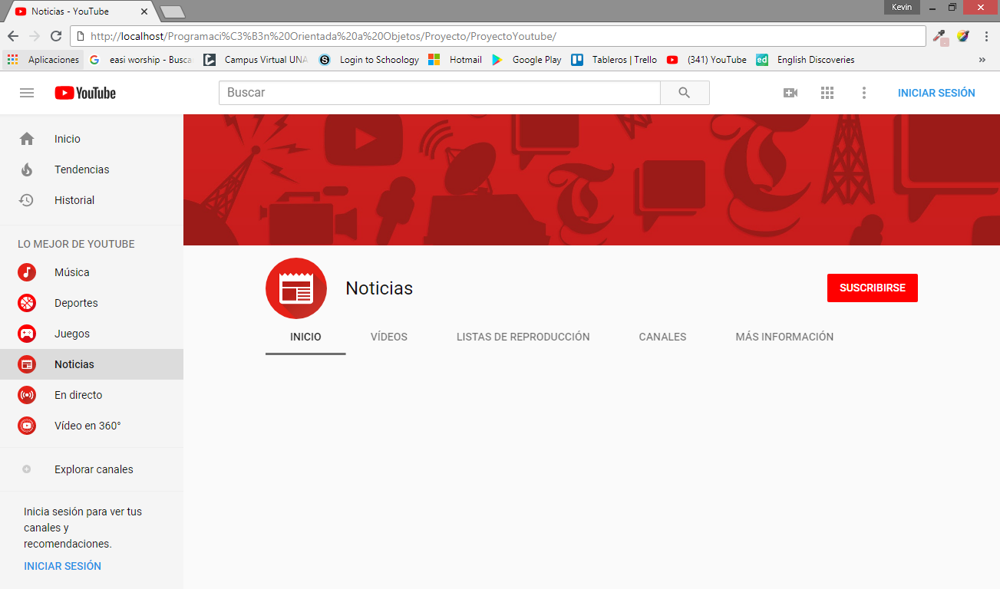 Noticias - YouTube
Kevin
http://localhost/Programaci%C3%B3n%20Orientada%20a%20Objetos/Proyecto/ProyectoYoutube/
Aplicaciones easi worship - Busca Campus Virtual UNA Login to Schoology Hotmail Google Play Tableros | Trello (341) YouTube English Discoveries »
YouTube
Buscar
INICIAR SESIÓN
Inicio
Tendencias
Historial
LO MEJOR DE YOUTUBE
Música
Deportes
Juegos
Noticias
En directo
Vídeo en 360°
Explorar canales
Inicia sesión para ver tus
canales y
recomendaciones.
INICIAR SESIÓN
Noticias
SUSCRIBIRSE
INICIO VÍDEOS LISTAS DE REPRODUCCIÓN CANALES MÁS INFORMACIÓN